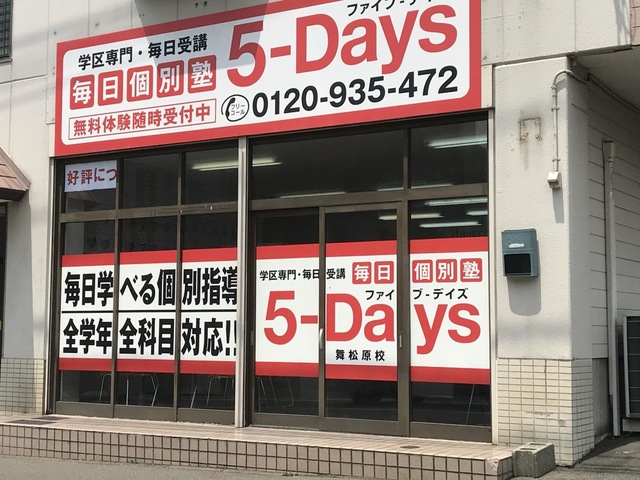 学区専門・毎日受講
毎日個別塾
ファイブ-デイズ
5-Days
無料体験随時受付中
フリーコール
0120-935-472
好評につ
毎日学べる個別指導
全学年全科目対応!!
学区専門・毎日受講
毎日個別塾
ファイブ-デイズ
5-Days
舞松原校